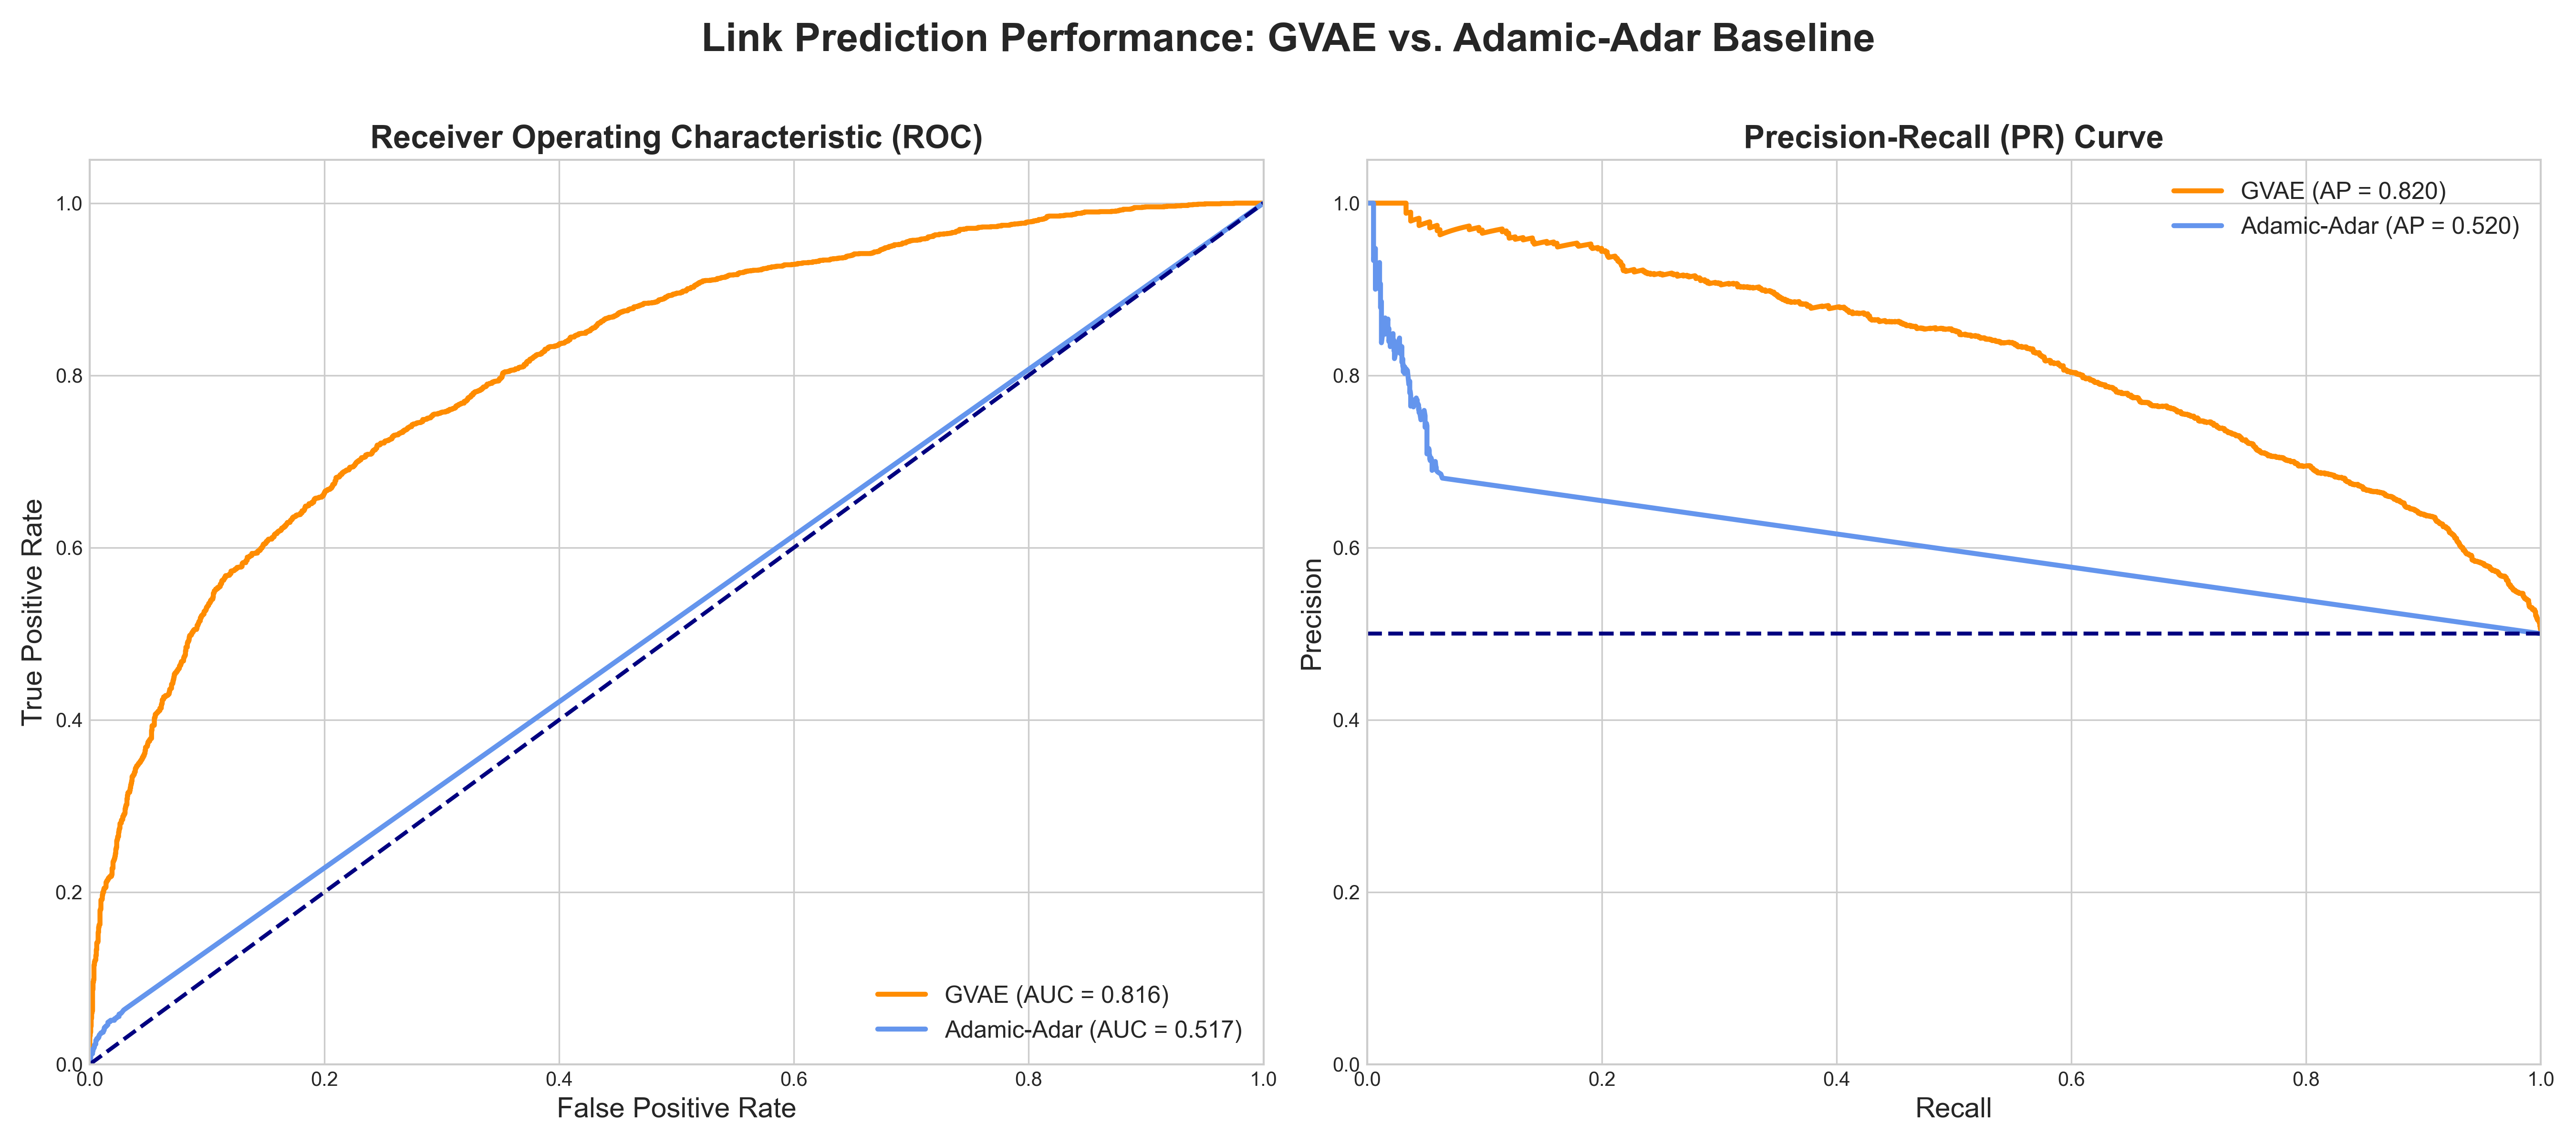 Link Prediction Performance: GVAE vs. Adamic-Adar Baseline
Receiver Operating Characteristic (ROC)
True Positive Rate
1.0
0.8
0.6
0.4
0.2
0.0
0.0 0.2 0.4 0.6 0.8 1.0
False Positive Rate
GVAE (AUC = 0.816)
Adamic-Adar (AUC = 0.517)
Precision-Recall (PR) Curve
Precision
1.0
0.8
0.6
0.4
0.2
0.0
0.0 0.2 0.4 0.6 0.8 1.0
Recall
GVAE (AP = 0.820)
Adamic-Adar (AP = 0.520)